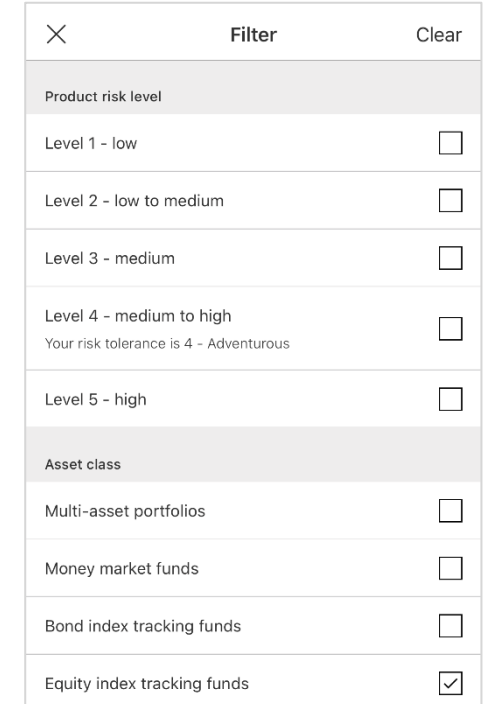 Filter
Clear
Product risk level
Level 1 - low
Level 2 - low to medium
Level 3 - medium
Level 4 - medium to high
Your risk tolerance is 4 - Adventurous
Level 5 - high
Asset class
Multi-asset portfolios
Money market funds
Bond index tracking funds
Equity index tracking funds